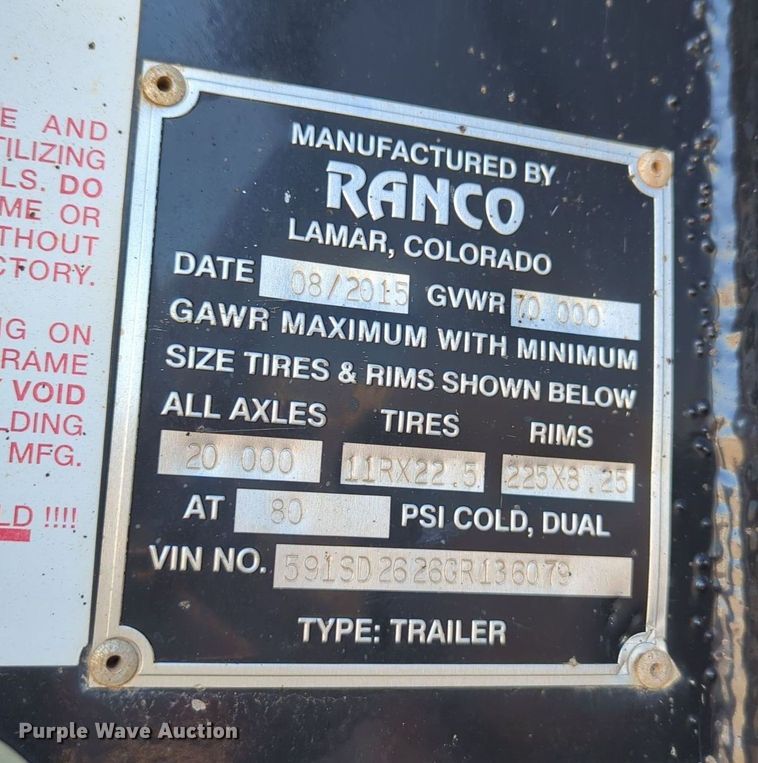 E AND
TILIZING
LS. DO
ME OR
THOUT
CTORY.
NG ON
FRAME
VOID
LDING
MFG.
LD !!!!
MANUFACTURED BY
RANCO
LAMAR, COLORADO
DATE 08/2015 GVWR 70 000
GAWR MAXIMUM WITH MINIMUM
SIZE TIRES & RIMS SHOWN BELOW
ALL AXLES TIRES RIMS
20 000 11RX22.5 225X8.25
AT 80 PSI COLD, DUAL
VIN NO. 591SD2626GR136079
TYPE: TRAILER
Purple Wave Auction